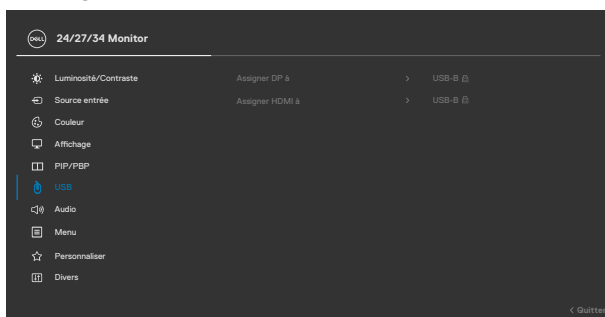 DELL 24/27/34 Monitor
Luminosité/Contraste Assigner DP à > USB-B
Source entrée Assigner HDMI à > USB-B
Couleur
Affichage
PIP/PBP
USB
Audio
Menu
Personnaliser
Divers
< Quitter